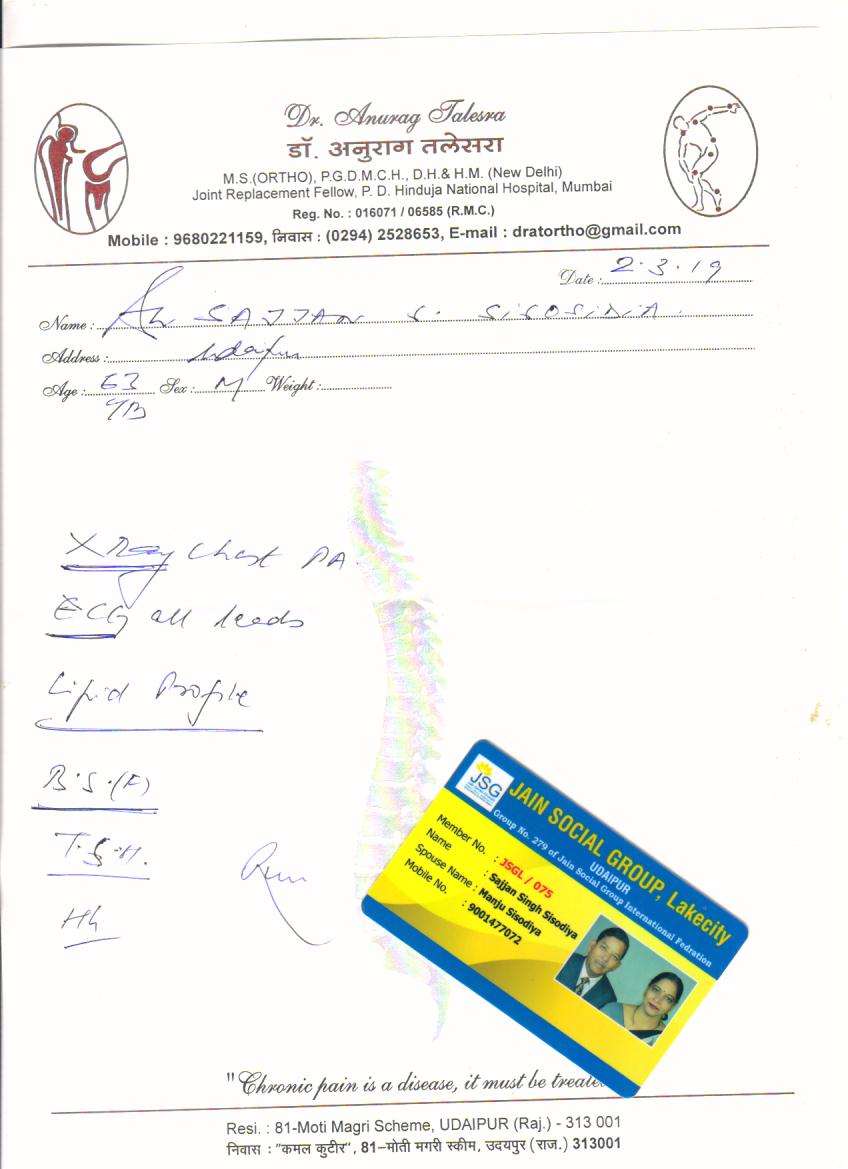 Dr. Anurag Talesra
डॉ. अनुराग तलेसरा
M.S.(ORTHO), P.G.D.M.C.H., D.H.& H.M. (New Delhi)
Joint Replacement Fellow, P. D. Hinduja National Hospital, Mumbai
Reg. No. : 016071 / 06585 (R.M.C.)
Mobile : 9680221159, निवास : (0294) 2528653, E-mail : dratortho@gmail.com
Date : 2.3.19
Name : SAJJAN S. SISOSIDIA.
Address : Udaipur
Age : 63 Sex : M Weight :
X Ray Chest PA.
ECG all leads
Lipid Profile
B.S.(F)
T.S.H.
Hb
JSG
JAIN SOCIAL GROUP, Lakecity
UDAIPUR
Group No. 279 of Jain Social Group International Fedration
Member No. : JSGL / 075
Name : Sajjan Singh Sisodiya
Spouse Name : Manju Sisodiya
Mobile No. : 9001477072
"Chronic pain is a disease, it must be treate
Resi. : 81-Moti Magri Scheme, UDAIPUR (Raj.) - 313 001
निवास : "कमल कुटीर", 81–मोती मगरी स्कीम, उदयपुर (राज.) 313001